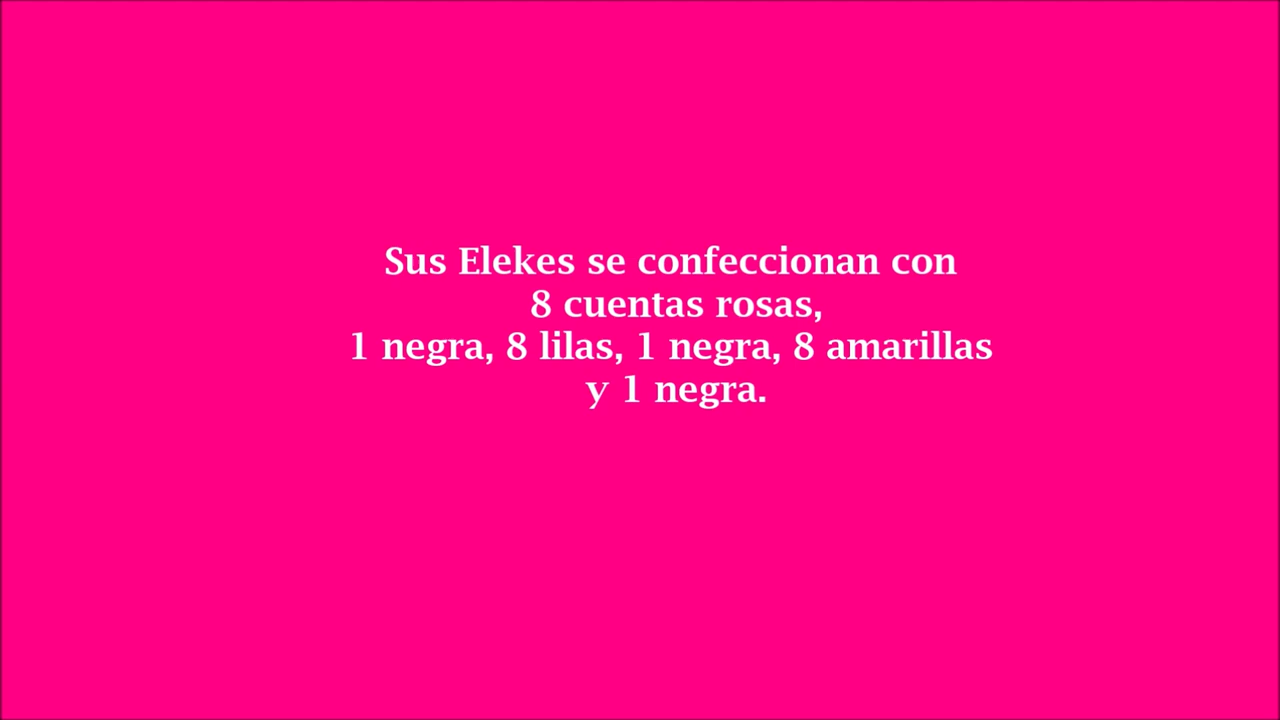 Sus Elekes se confeccionan con
8 cuentas rosas,
1 negra, 8 lilas, 1 negra, 8 amarillas
y 1 negra.